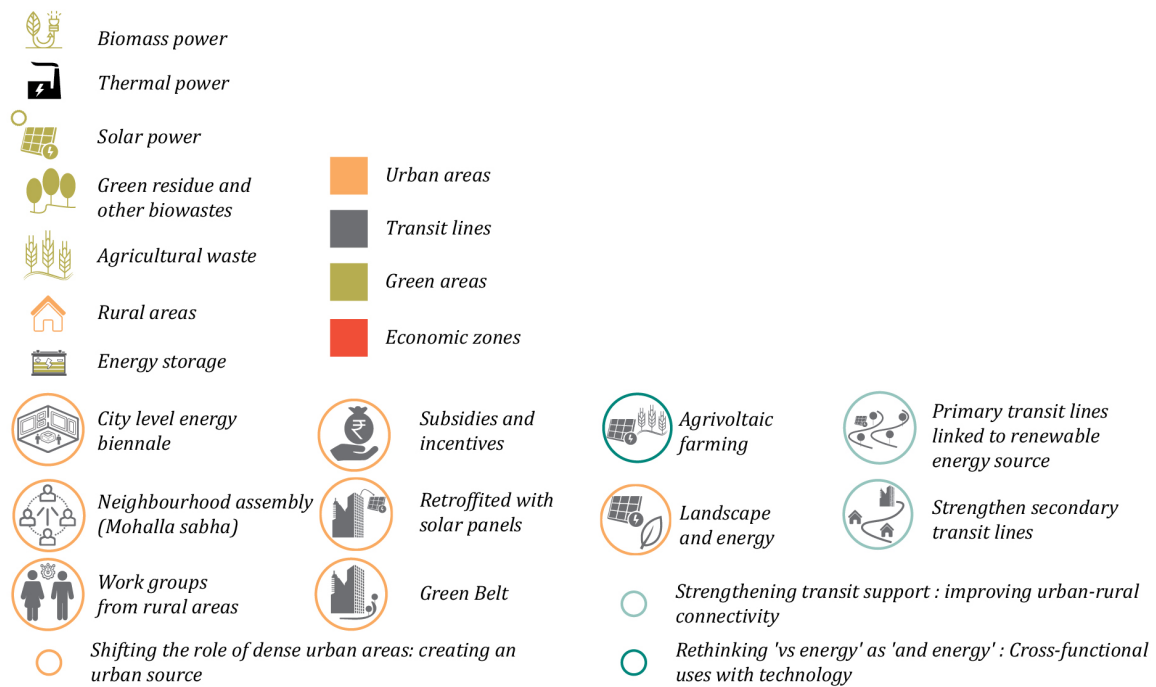 Biomass power
Thermal power
Solar power
Green residue and
other biowastes
Agricultural waste
Rural areas
Energy storage
Urban areas
Transit lines
Green areas
Economic zones
City level energy
biennale
Neighbourhood assembly
(Mohalla sabha)
Work groups
from rural areas
Subsidies and
incentives
Retroffited with
solar panels
Green Belt
Shifting the role of dense urban areas: creating an
urban source
Agrivoltaic
farming
Landscape
and energy
Primary transit lines
linked to renewable
energy source
Strengthen secondary
transit lines
Strengthening transit support : improving urban-rural
connectivity
Rethinking 'vs energy' as 'and energy' : Cross-functional
uses with technology